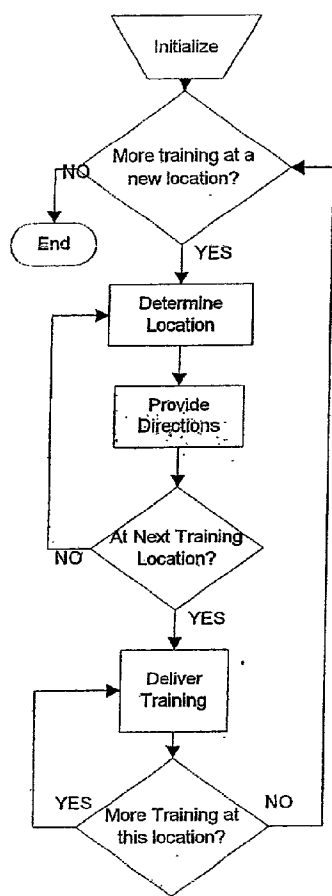 Initialize
More training at a
new location?
NO
End
YES
Determine
Location
Provide
Directions
At Next Training
Location?
NO
YES
Deliver
Training
YES
More Training at
this location?
NO